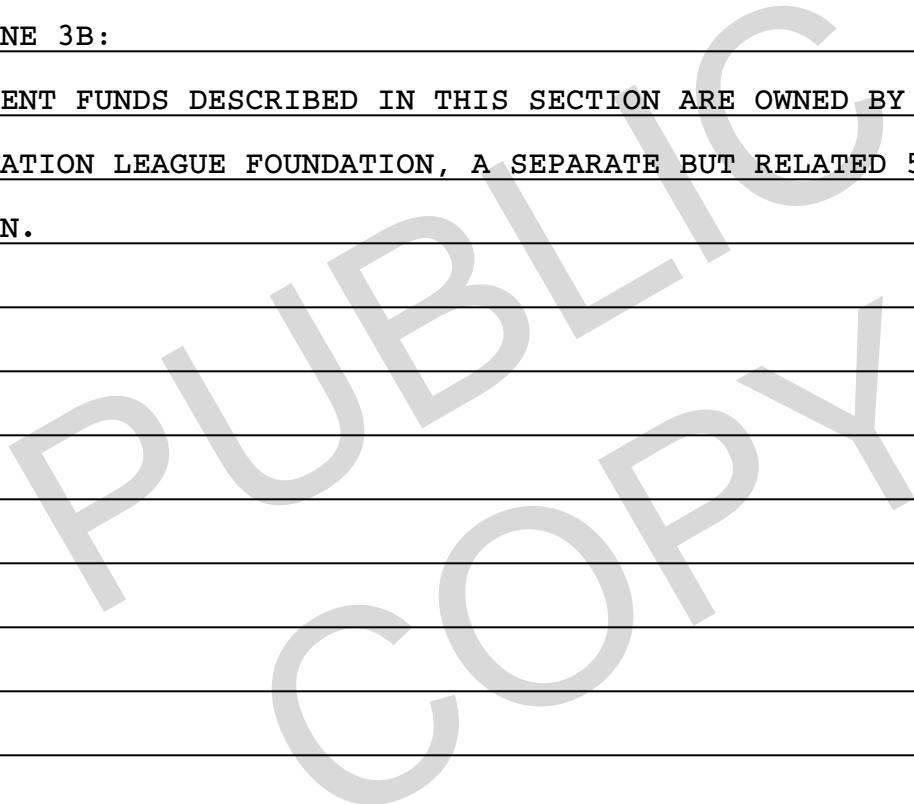 NE 3B:
ENT FUNDS DESCRIBED IN THIS SECTION ARE OWNED BY
ATION LEAGUE FOUNDATION, A SEPARATE BUT RELATED 5
N.
PUBLIC
COPY